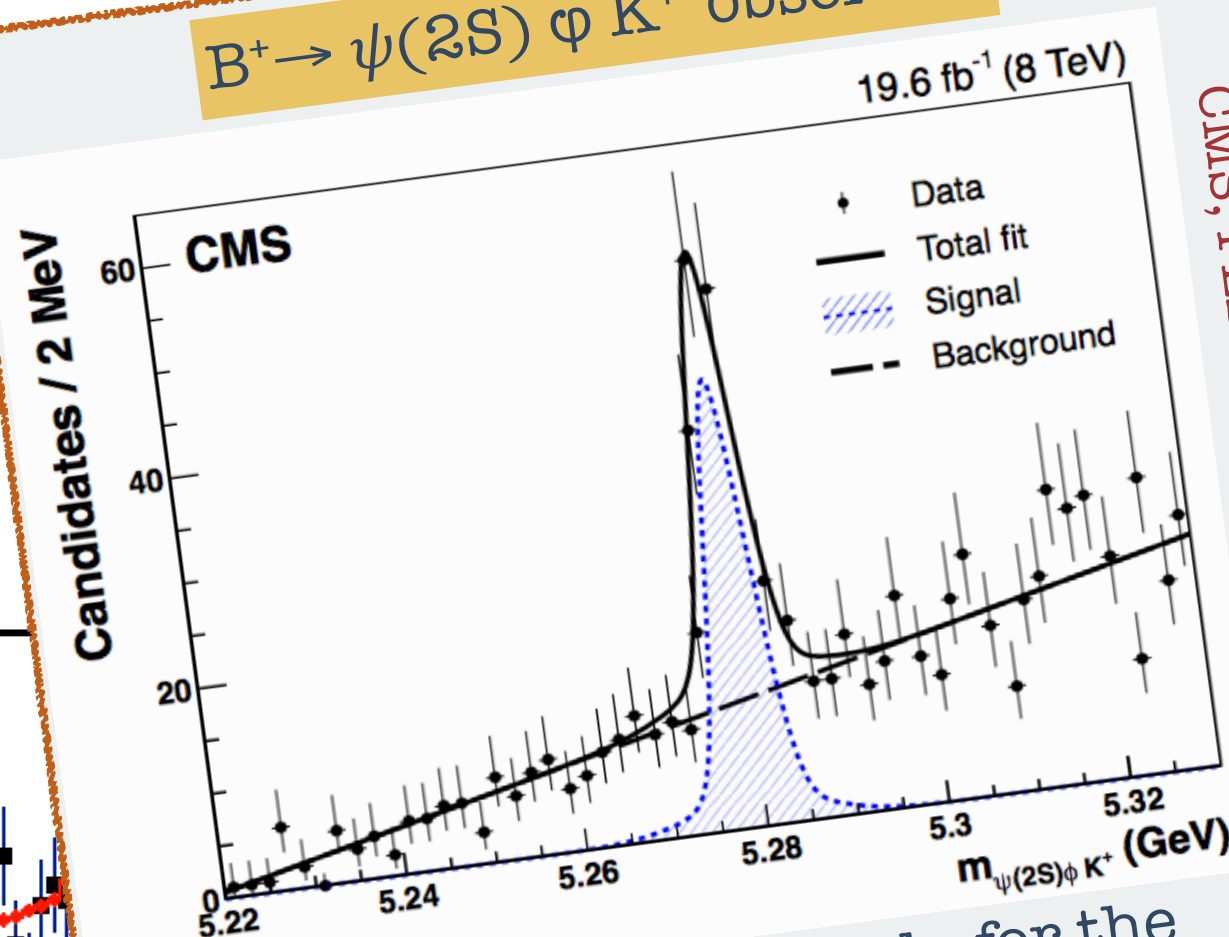 B⁺→ ψ(2S) φ K⁺
19.6 fb⁻¹ (8 TeV)
CMS,
CMS
Data
Total fit
Signal
Background
Candidates / 2 MeV
60
40
20
0
5.22
5.24
5.26
5.28
5.3
5.32
m ψ(2S)ϕ K⁺ (GeV)
for the